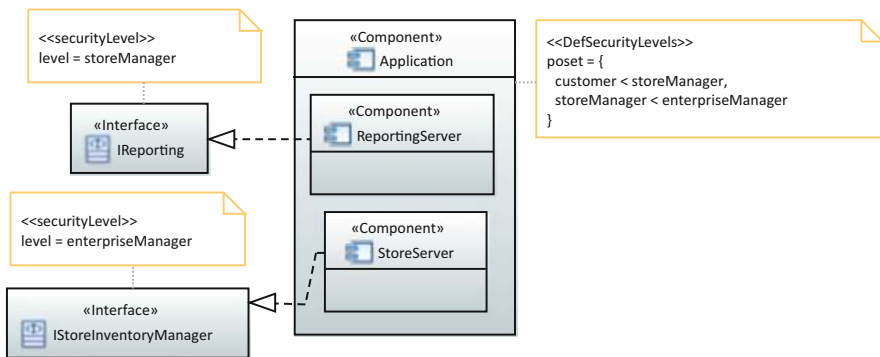 <<securityLevel>>
level = storeManager
«Interface»
IReporting
<<securityLevel>>
level = enterpriseManager
«Interface»
IStoreInventoryManager
«Component»
Application
«Component»
ReportingServer
«Component»
StoreServer
<<DefSecurityLevels>>
poset = {
customer < storeManager,
storeManager < enterpriseManager
}